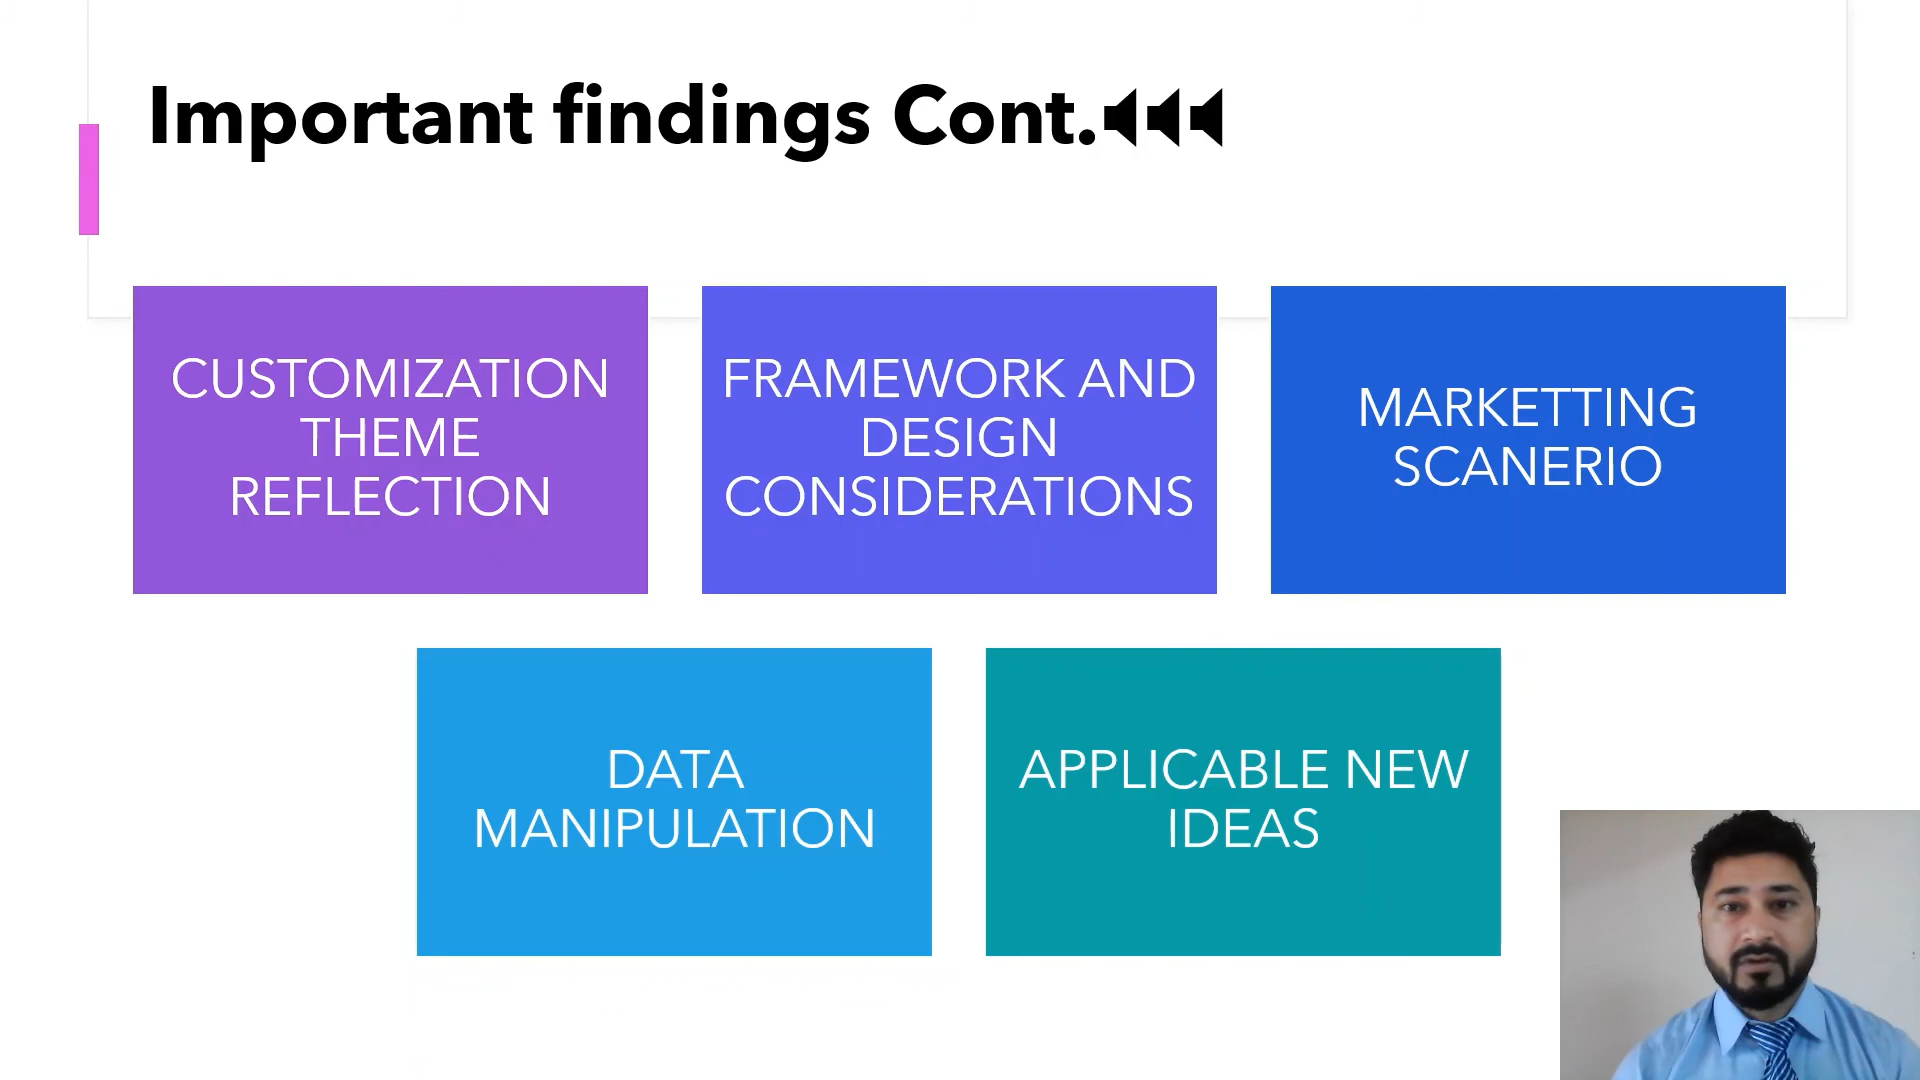 Important findings Cont.
CUSTOMIZATION
THEME
REFLECTION
FRAMEWORK AND
DESIGN
CONSIDERATIONS
MARKETTING
SCANERIO
DATA
MANIPULATION
APPLICABLE NEW
IDEAS